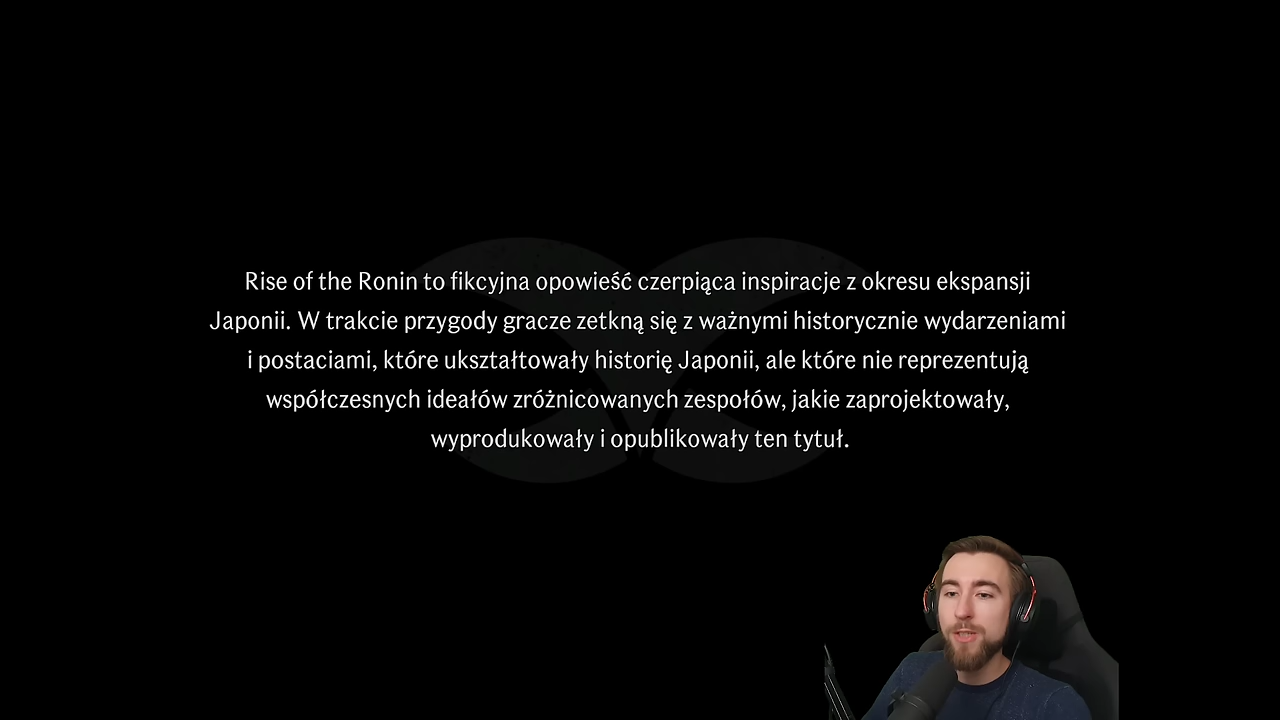 Rise of the Ronin to fikcyjna opowieść czerpiąca inspiracje z okresu ekspansji
Japonii. W trakcie przygody gracze zetkną się z ważnymi historycznie wydarzeniami
i postaciami, które ukształtowały historię Japonii, ale które nie reprezentują
współczesnych ideałów zróżnicowanych zespołów, jakie zaprojektowały,
wyprodukowały i opublikowały ten tytuł.